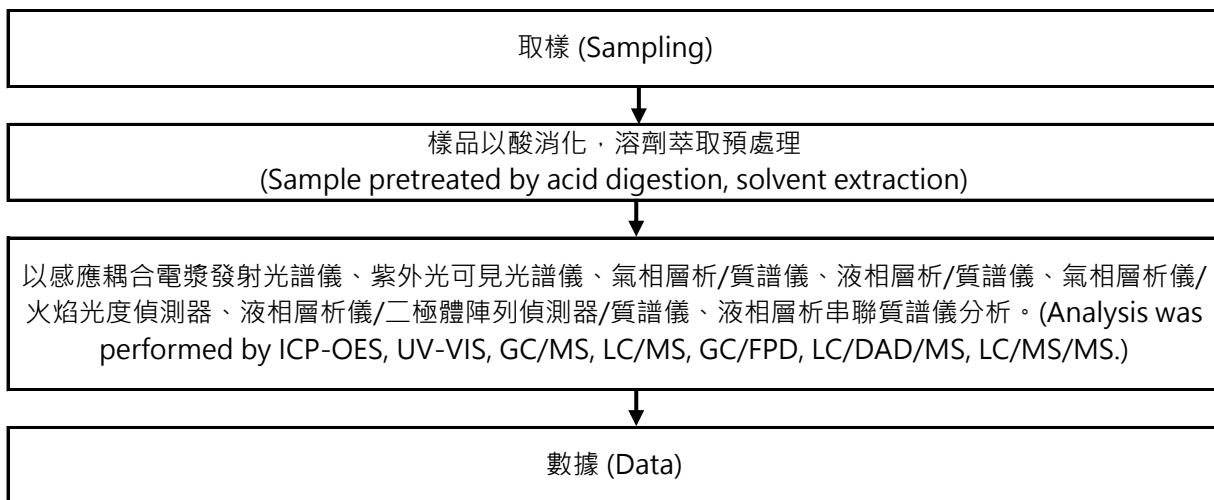 取樣 (Sampling)
樣品以酸消化，溶劑萃取預處理
(Sample pretreated by acid digestion, solvent extraction)
以感應耦合電漿發射光譜儀、紫外光可見光譜儀、氣相層析/質譜儀、液相層析/質譜儀、氣相層析儀/
火焰光度偵測器、液相層析儀/二極體陣列偵測器/質譜儀、液相層析串聯質譜儀分析。(Analysis was
performed by ICP-OES, UV-VIS, GC/MS, LC/MS, GC/FPD, LC/DAD/MS, LC/MS/MS.)
數據 (Data)